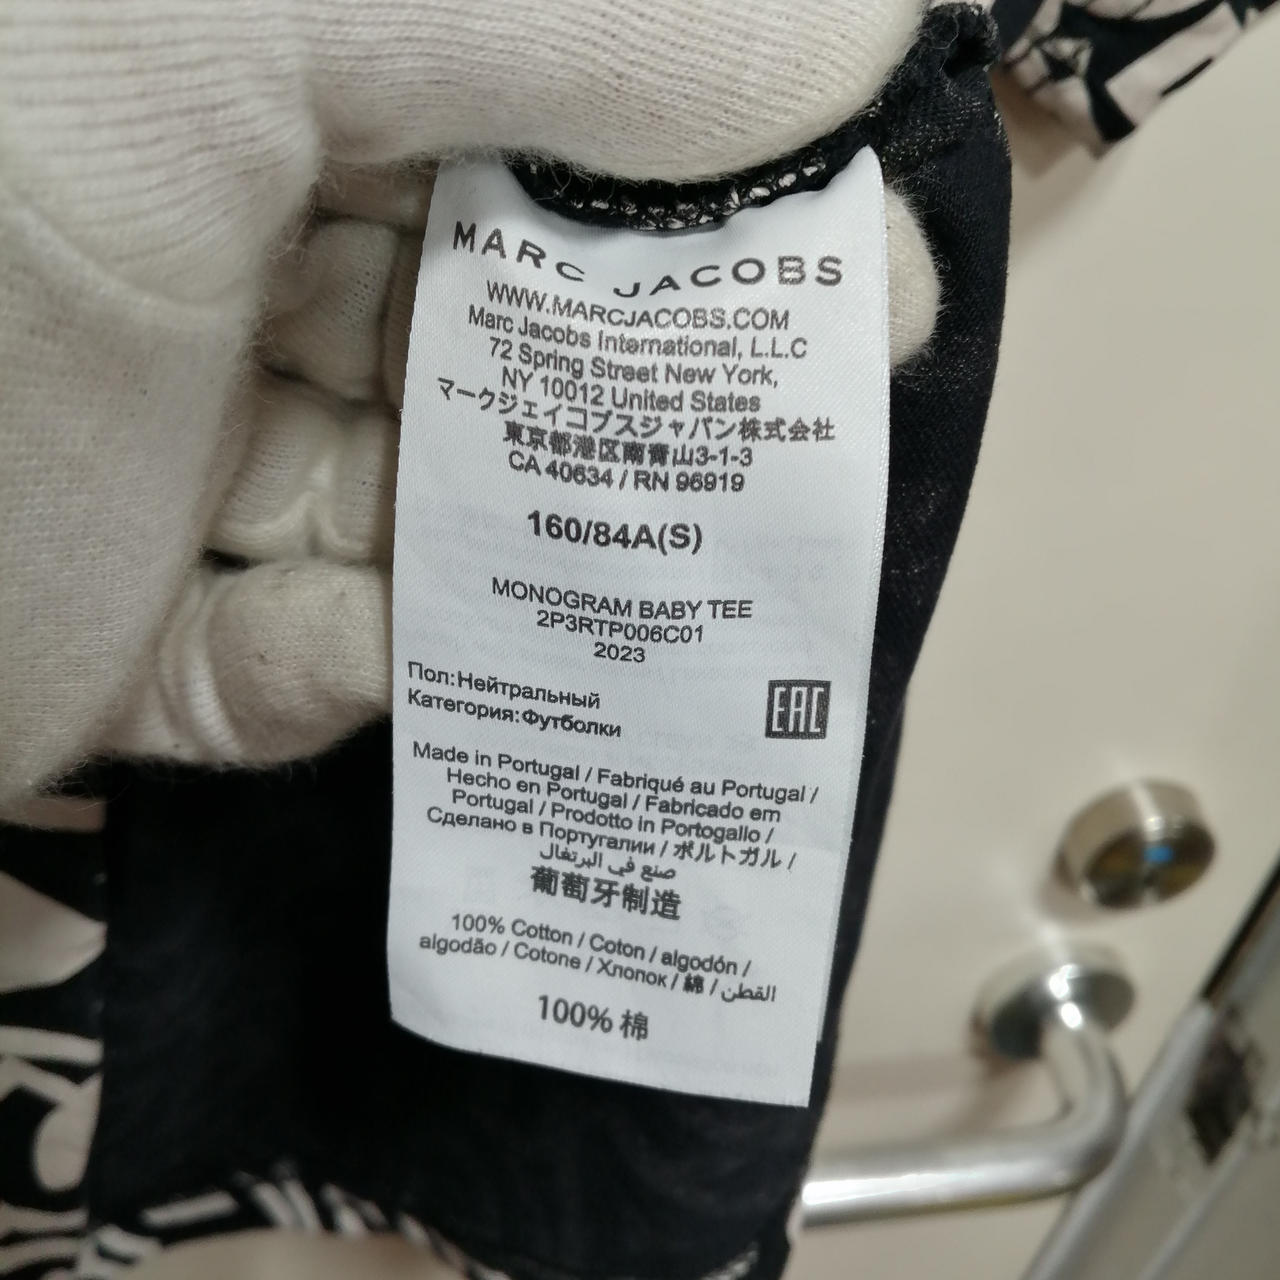 MARC JACOBS
WWW.MARCJACOBS.COM
Marc Jacobs International, L.L.C
72 Spring Street New York,
NY 10012 United States
マークジェイコブスジャパン株式会社
東京都港区南青山3-1-3
CA 40634 / RN 96919
160/84A(S)
MONOGRAM BABY TEE
2P3RTP006C01
2023
Пол:Нейтральный
Категория:Футболки
EAC
Made in Portugal / Fabriqué au Portugal /
Hecho en Portugal / Fabricado em
Portugal / Prodotto in Portogallo /
Сделано в Португалии / ポルトガル /
صنع في البرتغال
葡萄牙制造
100% Cotton / Coton / algodón /
algodão / Cotone / Хлопок / 綿 / القطن
100% 棉